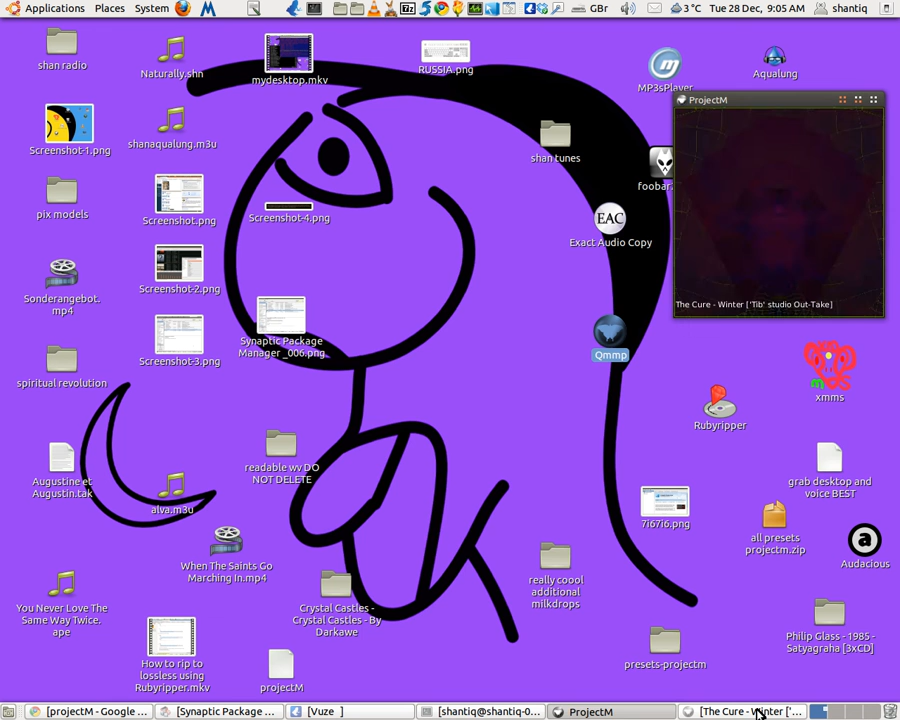 Applications Places System GBr 3 °C Tue 28 Dec, 9:05 AM shantiq
shan radio
Naturally.shn
mydesktop.mkv
RUSSIA.png
MP3sPlayer
Aqualung
ProjectM
Screenshot-1.png
shanaqualung.m3u
shan tunes
foobar
pix models
Screenshot.png
Screenshot-4.png
EAC
Exact Audio Copy
Sonderangebot.
mp4
Screenshot-2.png
The Cure - Winter ['Tib' studio Out-Take]
Synaptic Package
Manager _006.png
Screenshot-3.png
Qmmp
spiritual revolution
xmms
Rubyripper
Augustine et
Augustin.tak
alva.m3u
readable wv DO
NOT DELETE
7i67i6.png
grab desktop and
voice BEST
all presets
projectm.zip
Audacious
When The Saints Go
Marching In.mp4
really coool
additional
milkdrops
You Never Love The
Same Way Twice.
ape
Crystal Castles -
Crystal Castles - By
Darkawe
Philip Glass - 1985 -
Satyagraha [3xCD]
How to rip to
lossless using
Rubyripper.mkv
projectM
presets-projectm
[projectM - Google ... [Synaptic Package ... [Vuze ] [shantiq@shantiq-0... ProjectM [The Cure - Winter ['...